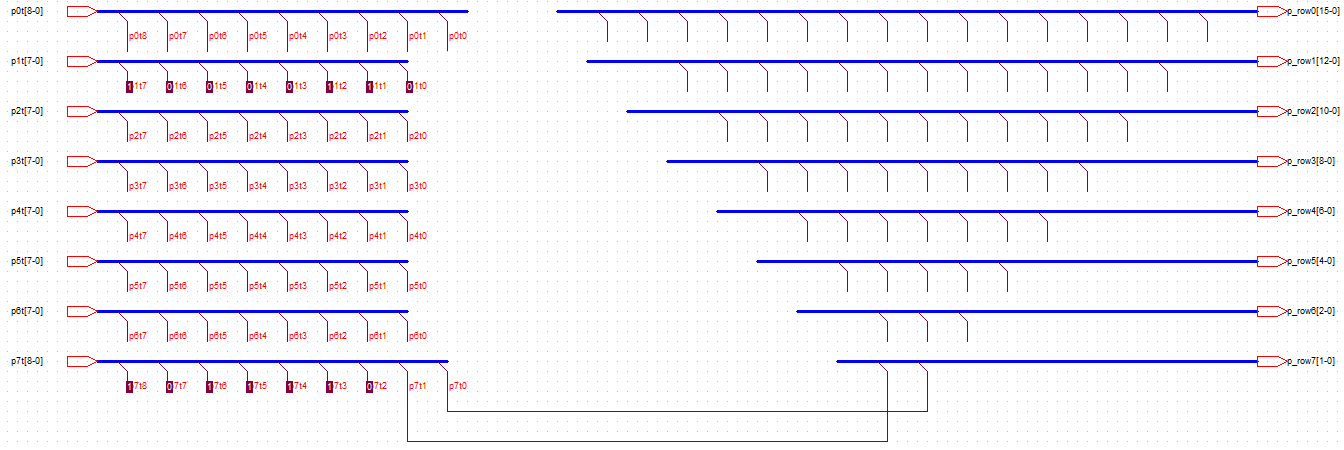 p0t[8-0] p_row0[15-0]
p0t8 p0t7 p0t6 p0t5 p0t4 p0t3 p0t2 p0t1 p0t0
p1t[7-0] p_row1[12-0]
1 1t7 0 1t6 0 1t5 0 1t4 0 1t3 1 1t2 1 1t1 0 1t0
p2t[7-0] p_row2[10-0]
p2t7 p2t6 p2t5 p2t4 p2t3 p2t2 p2t1 p2t0
p3t[7-0] p_row3[8-0]
p3t7 p3t6 p3t5 p3t4 p3t3 p3t2 p3t1 p3t0
p4t[7-0] p_row4[6-0]
p4t7 p4t6 p4t5 p4t4 p4t3 p4t2 p4t1 p4t0
p5t[7-0] p_row5[4-0]
p5t7 p5t6 p5t5 p5t4 p5t3 p5t2 p5t1 p5t0
p6t[7-0] p_row6[2-0]
p6t7 p6t6 p6t5 p6t4 p6t3 p6t2 p6t1 p6t0
p7t[8-0] p_row7[1-0]
1 7t8 0 7t7 1 7t6 1 7t5 1 7t4 1 7t3 0 7t2 p7t1 p7t0